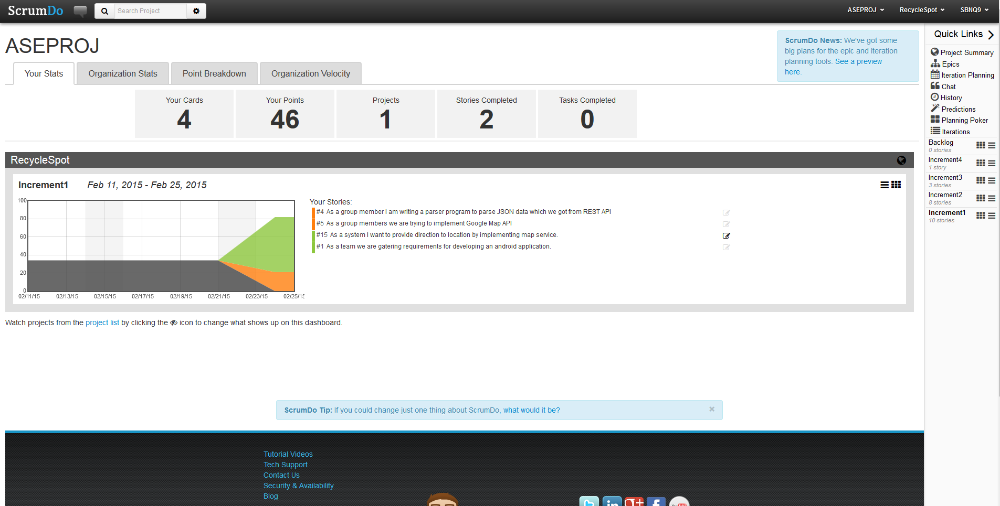 ScrumDo Search Project ASEPROJ RecycleSpot SBNQ9
ASEPROJ
Your Stats Organization Stats Point Breakdown Organization Velocity
ScrumDo News: We've got some
big plans for the epic and iteration
planning tools. See a preview
here.
Your Cards Your Points Projects Stories Completed Tasks Completed
4 46 1 2 0
RecycleSpot
Increment1 Feb 11, 2015 - Feb 25, 2015
100
80
60
40
20
0
02/11/15 02/13/15 02/15/15 02/17/15 02/19/15 02/21/15 02/23/15 02/25/15
Your Stories:
#4 As a group member I am writing a parser program to parse JSON data which we got from REST API
#5 As a group members we are trying to implement Google Map API
#15 As a system I want to provide direction to location by implementing map service.
#1 As a team we are gatering requirements for developing an android application.
Watch projects from the project list by clicking the icon to change what shows up on this dashboard.
ScrumDo Tip: If you could change just one thing about ScrumDo, what would it be? ×
Tutorial Videos
Tech Support
Contact Us
Security & Availability
Blog
Quick Links
Project Summary
Epics
Iteration Planning
Chat
History
Predictions
Planning Poker
Iterations
Backlog
0 stories
Increment4
1 story
Increment3
3 stories
Increment2
8 stories
Increment1
10 stories